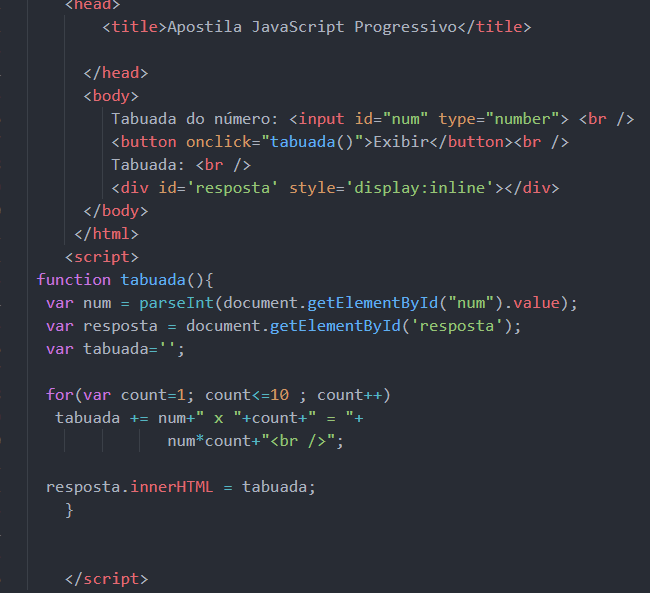 <head>
<title>Apostila JavaScript Progressivo</title>
</head>
<body>
Tabuada do número: <input id="num" type="number"> <br />
<button onclick="tabuada()">Exibir</button><br />
Tabuada: <br />
<div id='resposta' style='display:inline'></div>
</body>
</html>
<script>
function tabuada(){
var num = parseInt(document.getElementById("num").value);
var resposta = document.getElementById('resposta');
var tabuada='';
for(var count=1; count<=10 ; count++)
tabuada += num+" x "+count+" = "+
num*count+"<br />";
resposta.innerHTML = tabuada;
}
</script>